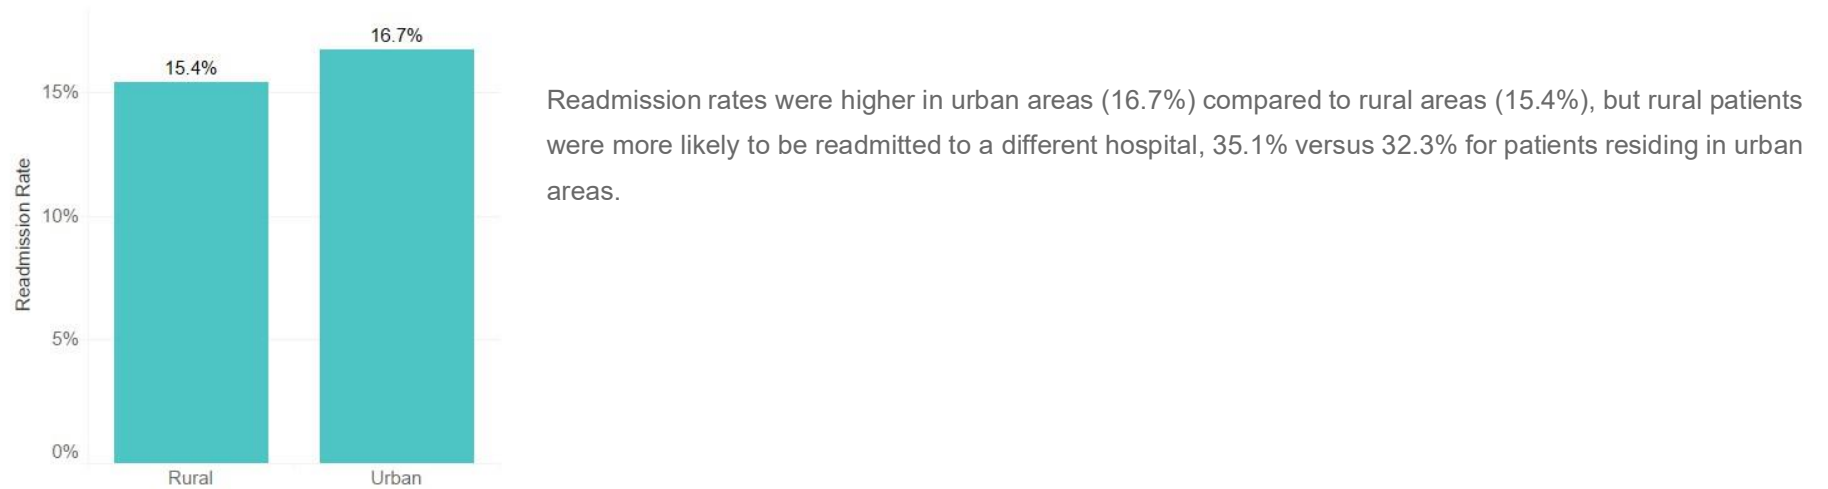 16.7%
15.4%
15%
10%
5%
0%
Readmission Rate
Rural
Urban
Readmission rates were higher in urban areas (16.7%) compared to rural areas (15.4%), but rural patients
were more likely to be readmitted to a different hospital, 35.1% versus 32.3% for patients residing in urban
areas.